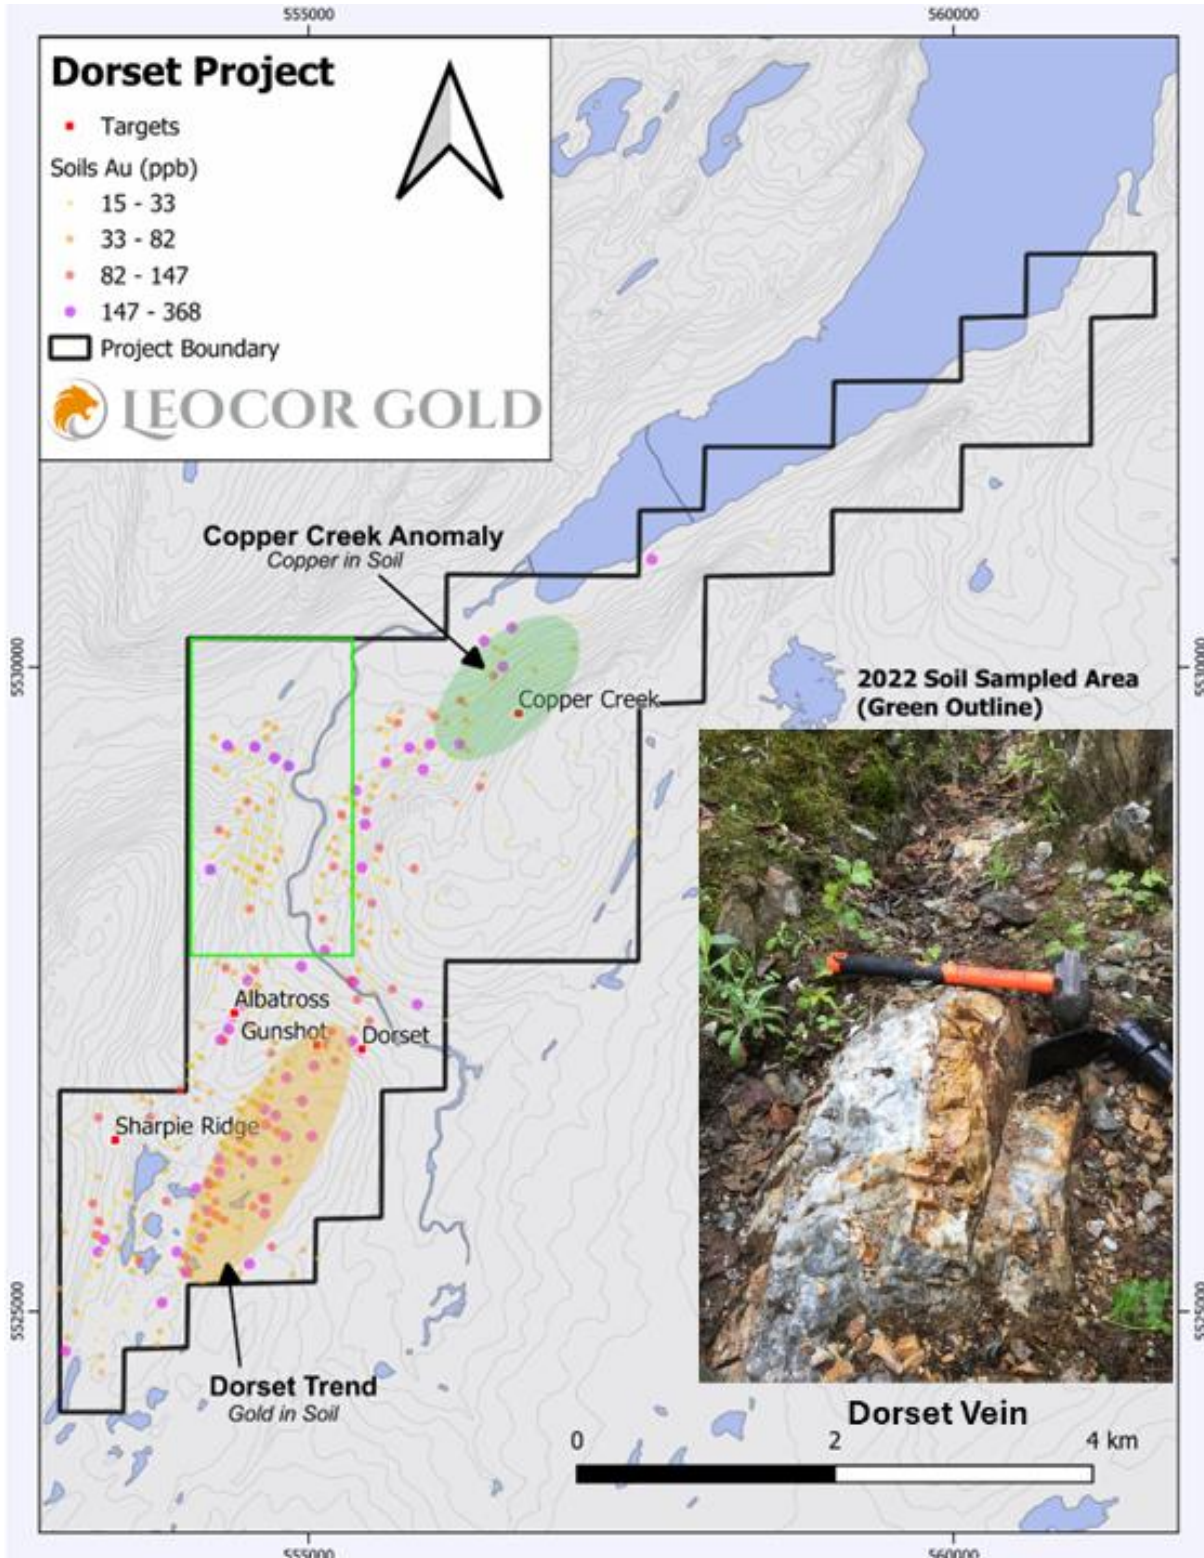 555000
560000
Dorset Project
Targets
Soils Au (ppb)
15 - 33
33 - 82
82 - 147
147 - 368
Project Boundary
LEOCOR GOLD
Copper Creek Anomaly
Copper in Soil
5530000
5530000
2022 Soil Sampled Area
(Green Outline)
Copper Creek
Albatross
Gunshot
Dorset
Sharpie Ridge
5525000
5525000
Dorset Trend
Gold in Soil
Dorset Vein
0
2
4 km
555000
560000